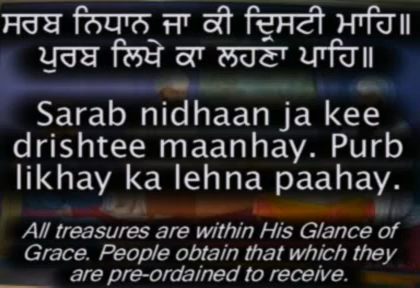 ਸਰਬ ਨਿਧਾਨ ਜਾ ਕੀ ਦ੍ਰਿਸਟੀ ਮਾਹਿ॥
ਪੁਰਬ ਲਿਖੇ ਕਾ ਲਹਣਾ ਪਾਹਿ॥
Sarab nidhaan ja kee
drishtee maanhay. Purb
likhay ka lehna paahay.
All treasures are within His Glance of
Grace. People obtain that which they
are pre-ordained to receive.